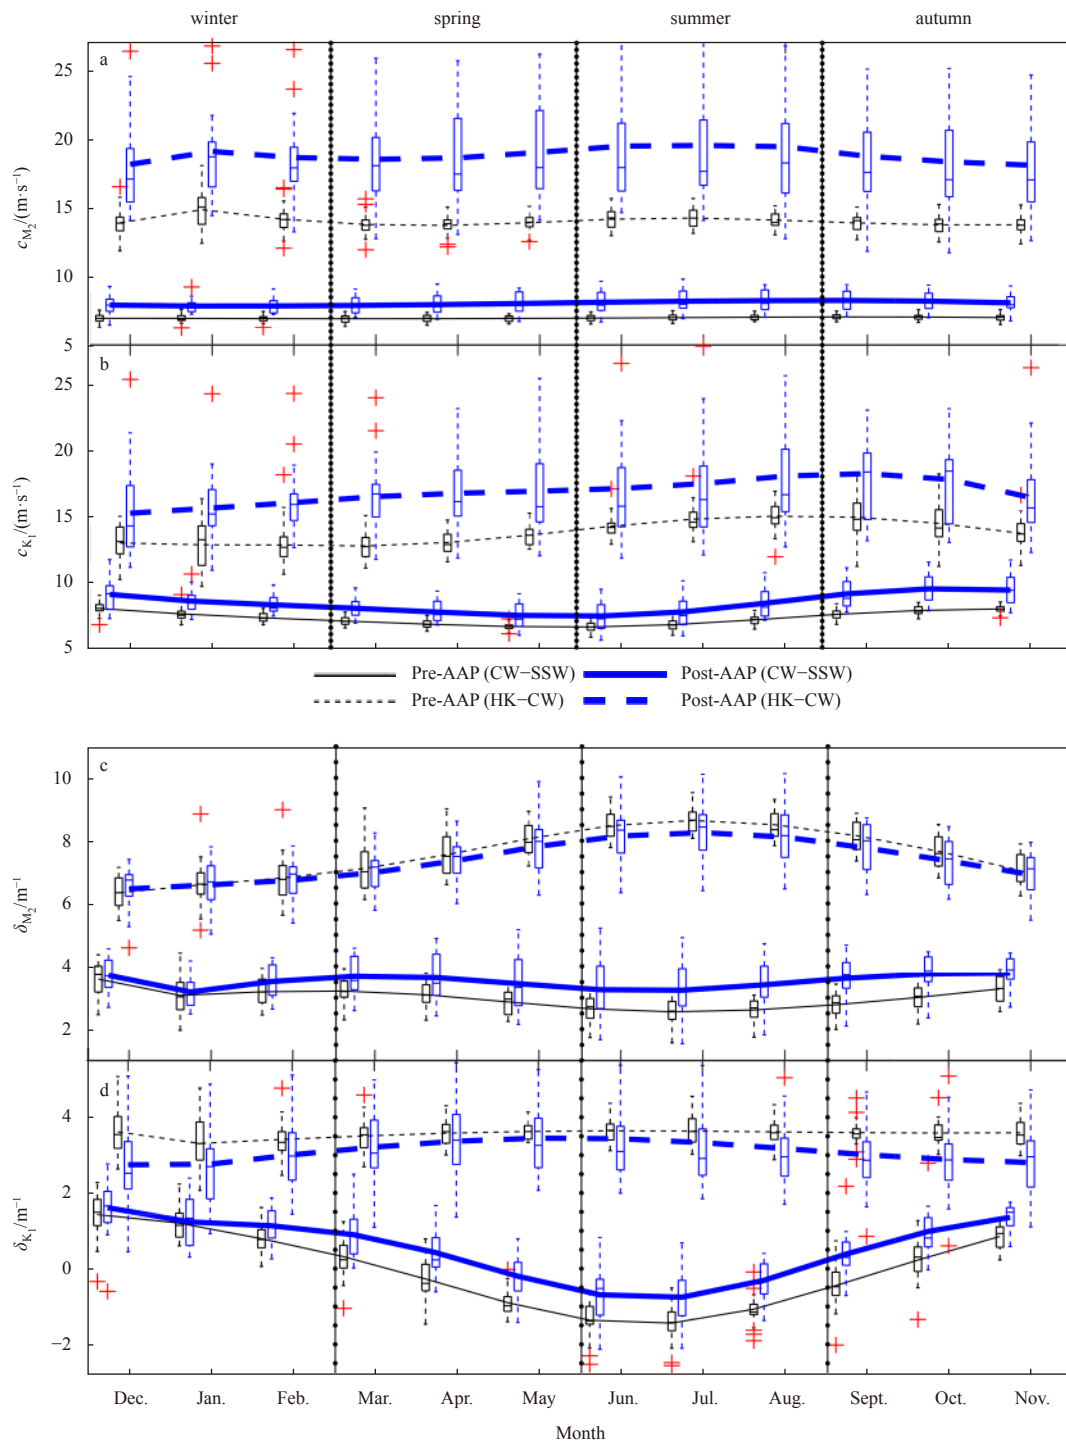 winter spring summer autumn
a
25
20
15
10
5
c_M₂/(m·s⁻¹)
b
25
20
15
10
5
c_K₁/(m·s⁻¹)
Pre-AAP (CW−SSW) Post-AAP (CW−SSW)
Pre-AAP (HK−CW) Post-AAP (HK−CW)
c
10
8
6
4
2
δ_M₂/m⁻¹
d
4
2
0
−2
δ_K₁/m⁻¹
Dec. Jan. Feb. Mar. Apr. May Jun. Jul. Aug. Sept. Oct. Nov.
Month